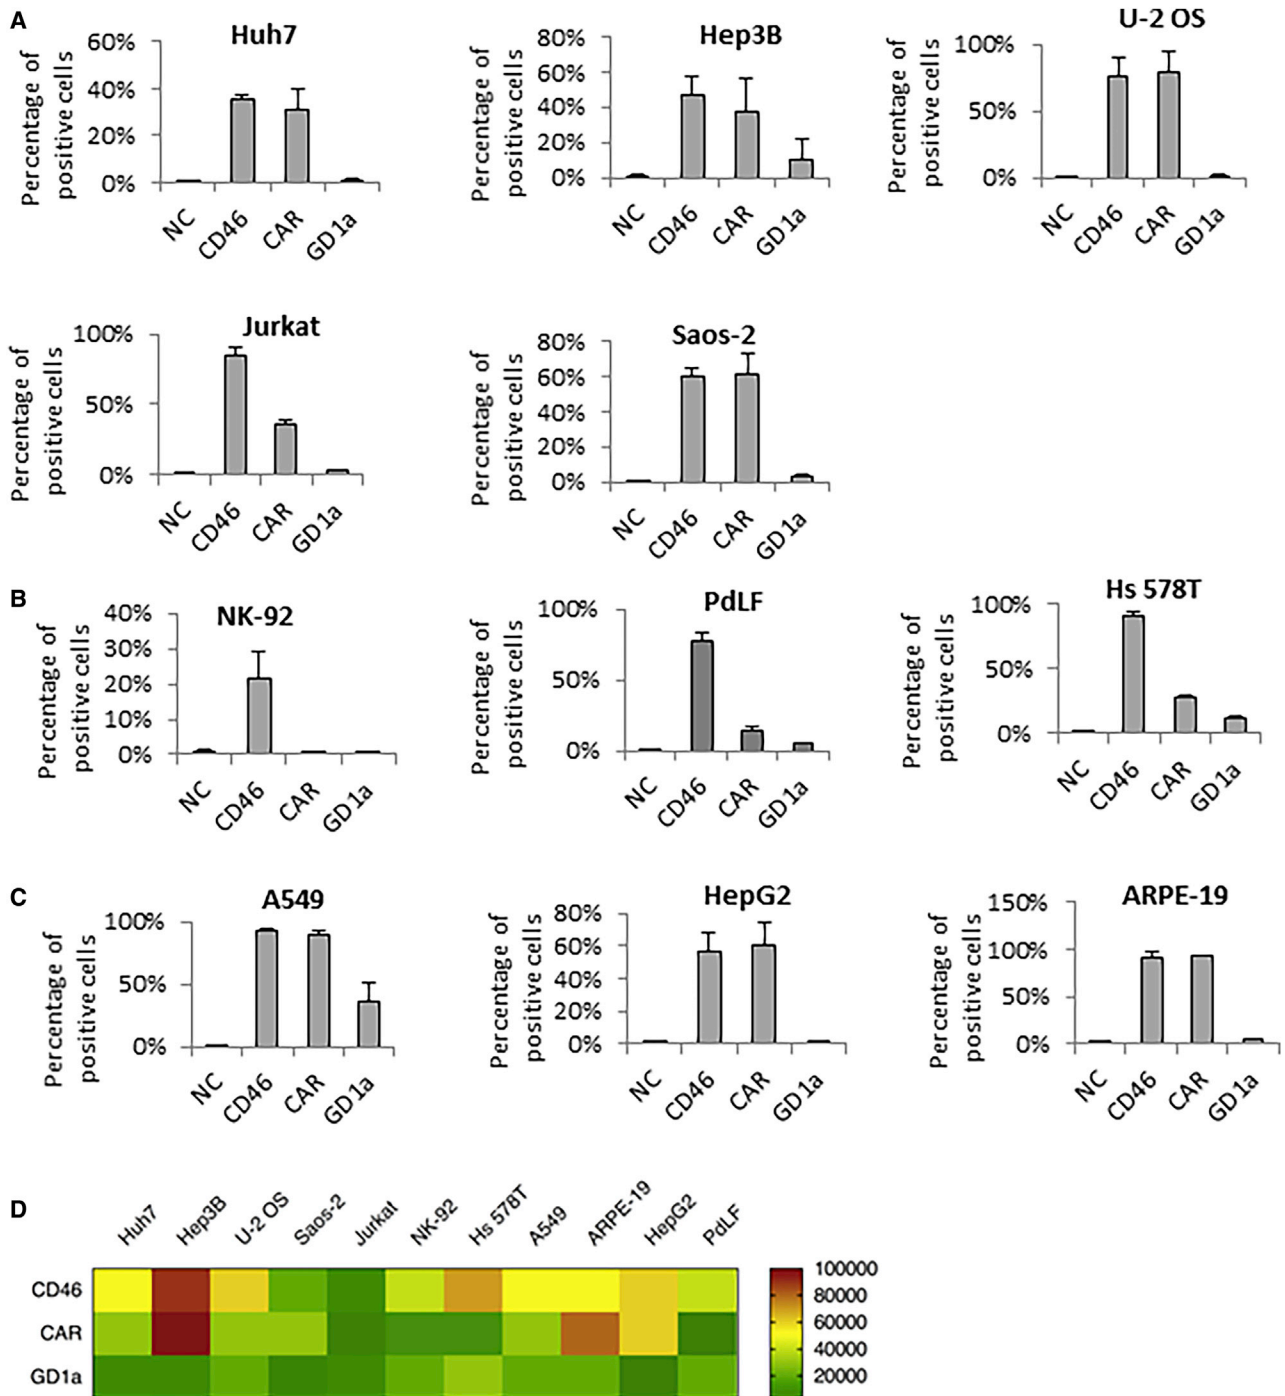 A
Huh7
Percentage of
positive cells
60%
40%
20%
0%
NC
CD46
CAR
GD1a
Hep3B
Percentage of
positive cells
80%
60%
40%
20%
0%
NC
CD46
CAR
GD1a
U-2 OS
Percentage of
positive cells
100%
50%
0%
NC
CD46
CAR
GD1a
Jurkat
Percentage of
positive cells
100%
50%
0%
NC
CD46
CAR
GD1a
Saos-2
Percentage of
positive cells
80%
60%
40%
20%
0%
NC
CD46
CAR
GD1a
B
NK-92
Percentage of
positive cells
40%
30%
20%
10%
0%
NC
CD46
CAR
GD1a
PdLF
Percentage of
positive cells
100%
50%
0%
NC
CD46
CAR
GD1a
Hs 578T
Percentage of
positive cells
100%
50%
0%
NC
CD46
CAR
GD1a
C
A549
Percentage of
positive cells
100%
50%
0%
NC
CD46
CAR
GD1a
HepG2
Percentage of
positive cells
80%
60%
40%
20%
0%
NC
CD46
CAR
GD1a
ARPE-19
Percentage of
positive cells
150%
100%
50%
0%
NC
CD46
CAR
GD1a
D
Huh7 Hep3B U-2 OS Saos-2 Jurkat NK-92 Hs 578T A549 ARPE-19 HepG2 PdLF
CD46
CAR
GD1a
100000
80000
60000
40000
20000